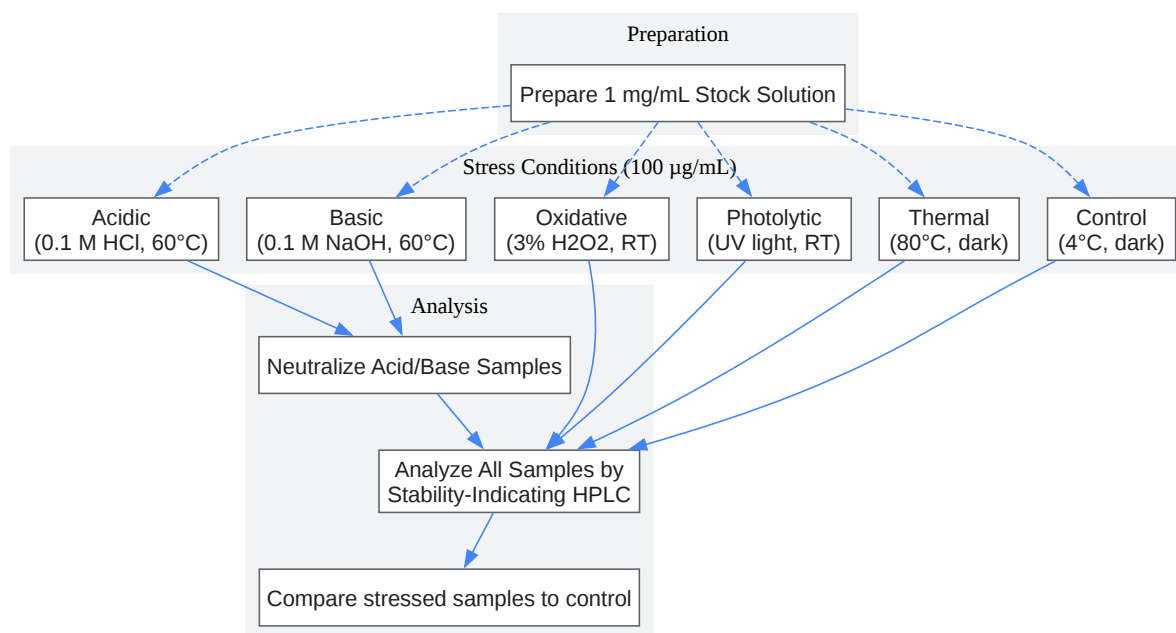 Preparation
Prepare 1 mg/mL Stock Solution
Stress Conditions (100 µg/mL)
Acidic
(0.1 M HCl, 60°C)
Basic
(0.1 M NaOH, 60°C)
Oxidative
(3% H2O2, RT)
Photolytic
(UV light, RT)
Thermal
(80°C, dark)
Control
(4°C, dark)
Analysis
Neutralize Acid/Base Samples
Analyze All Samples by
Stability-Indicating HPLC
Compare stressed samples to control